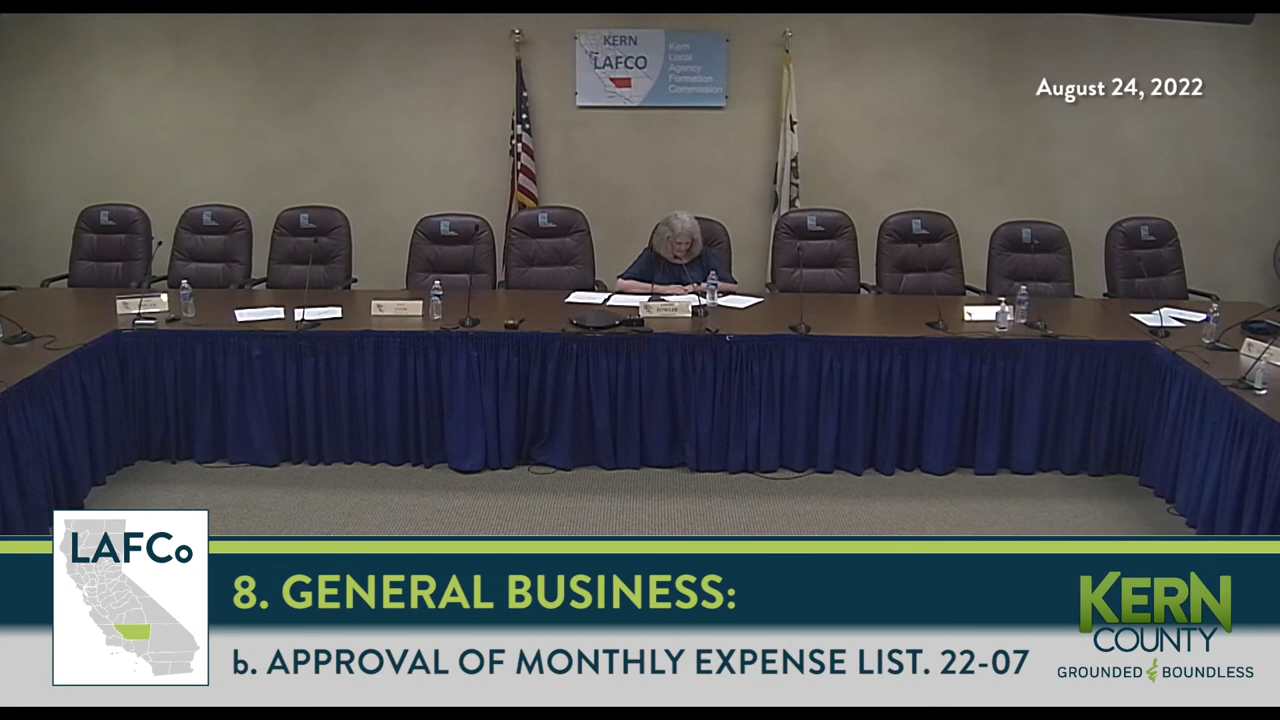 KERN
LAFCO
Kern
Local
Agency
Formation
Commission
August 24, 2022
FOWLER
LAFCo
8. GENERAL BUSINESS:
b. APPROVAL OF MONTHLY EXPENSE LIST. 22-07
KERN
COUNTY
GROUNDED BOUNDLESS